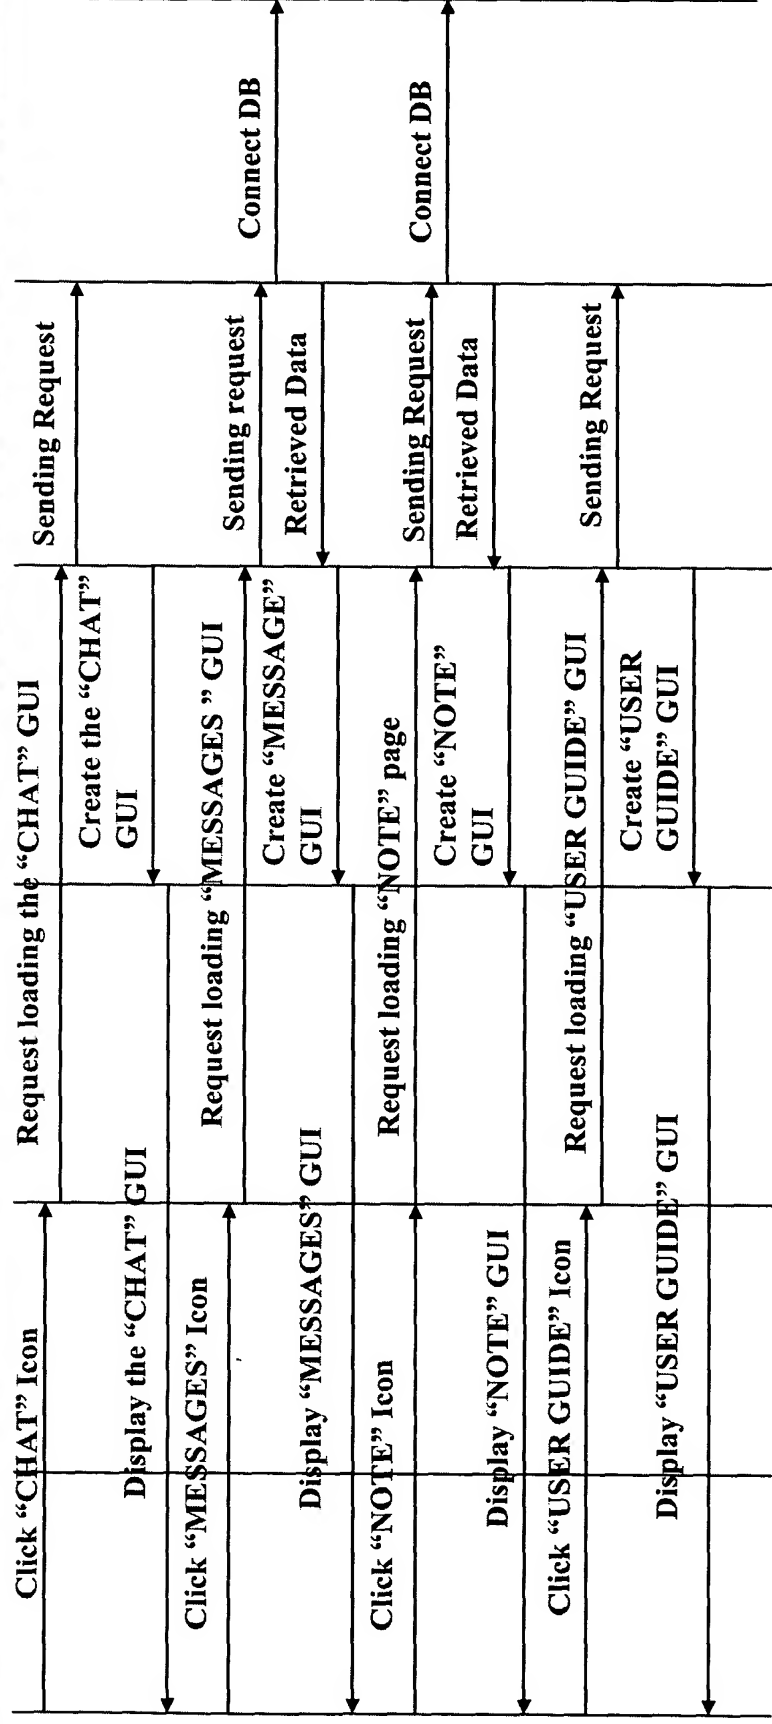 Click “CHAT” Icon
Request loading the “CHAT” GUI
Sending Request
Create the “CHAT”
GUI
Display the “CHAT” GUI
Click “MESSAGES” Icon
Request loading “MESSAGES ” GUI
Sending request
Connect DB
Retrieved Data
Create “MESSAGE”
GUI
Display “MESSAGES” GUI
Click “NOTE” Icon
Request loading “NOTE” page
Sending Request
Connect DB
Retrieved Data
Create “NOTE”
GUI
Display “NOTE” GUI
Click “USER GUIDE” Icon
Request loading “USER GUIDE” GUI
Sending Request
Create “USER
GUIDE” GUI
Display “USER GUIDE” GUI